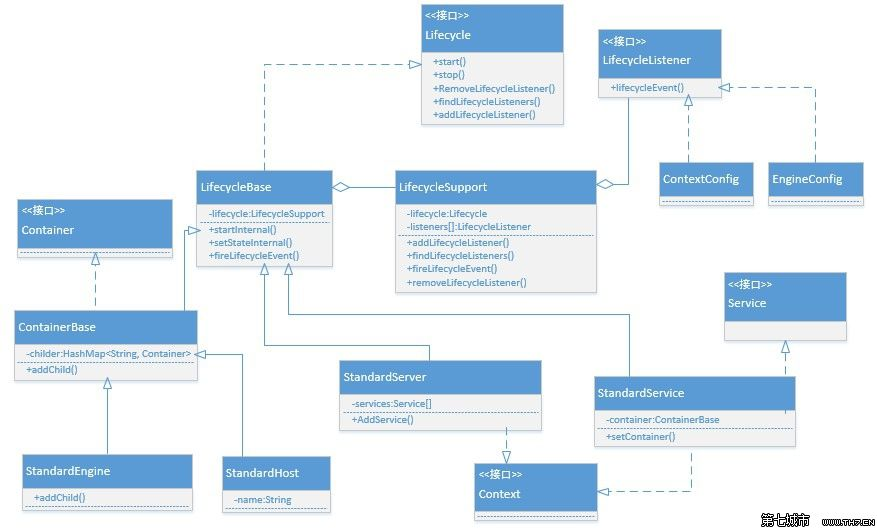 <<接口>>
Lifecycle
+start()
+stop()
+RemoveLifecycleListener()
+findLifecycleListeners()
+addLifecycleListener()
<<接口>>
LifecycleListener
+lifecycleEvent()
ContextConfig
EngineConfig
LifecycleBase
-lifecycle:LifecycleSupport
+startInternal()
+setStateInternal()
+fireLifecycleEvent()
LifecycleSupport
-lifecycle:Lifecycle
-listeners[]:LifecycleListener
+addLifecycleListener()
+findLifecycleListeners()
+fireLifecycleEvent()
+removeLifecycleListener()
<<接口>>
Container
<<接口>>
Service
ContainerBase
-childer:HashMap<String, Container>
+addChild()
StandardServer
-services:Service[]
+AddService()
StandardService
-container:ContainerBase
+setContainer()
StandardEngine
+addChild()
StandardHost
-name:String
<<接口>>
Context
第七城市 WWW.TH7.CN